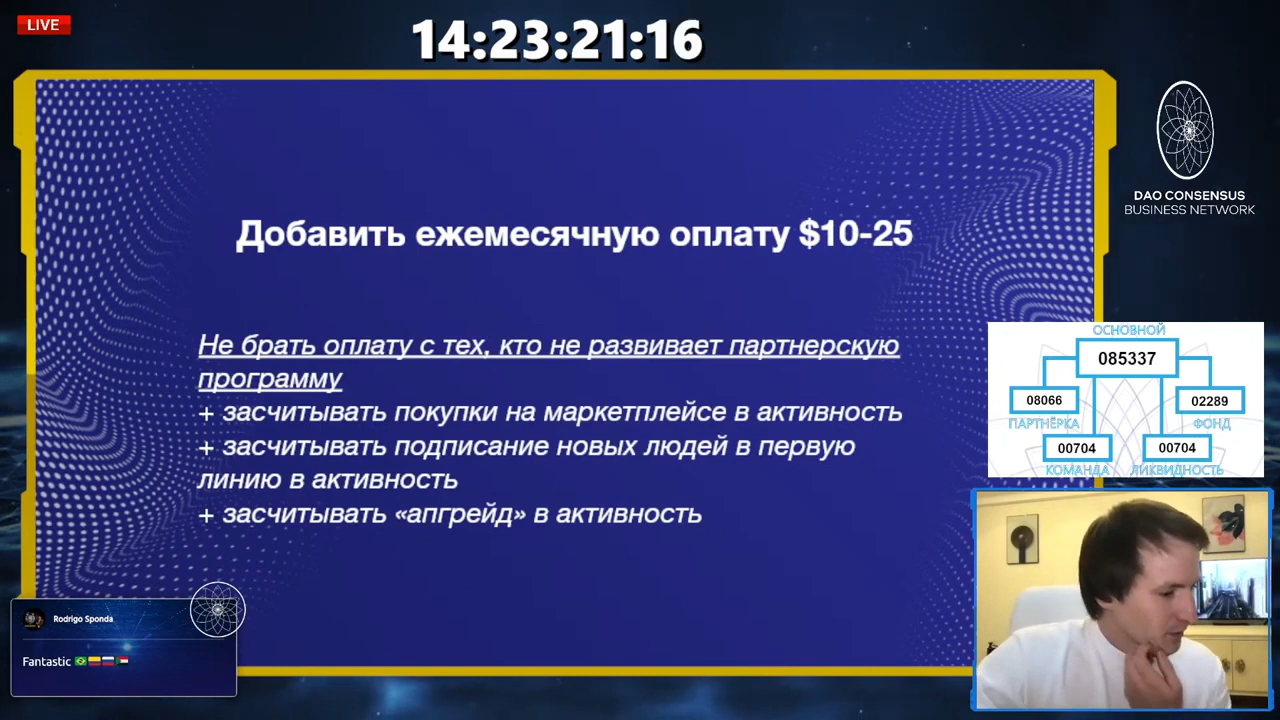 LIVE
14:23:21:16
DAO CONSENSUS
BUSINESS NETWORK
Добавить ежемесячную оплату $10-25
Не брать оплату с тех, кто не развивает партнерскую
программу
+ засчитывать покупки на маркетплейсе в активность
+ засчитывать подписание новых людей в первую
линию в активность
+ засчитывать «апгрейд» в активность
ОСНОВНОЙ
085337
08066
02289
ПАРТНЁРКА
ФОНД
00704
00704
КОМАНДА
ЛИКВИДНОСТЬ
Rodrigo Sponda
Fantastic